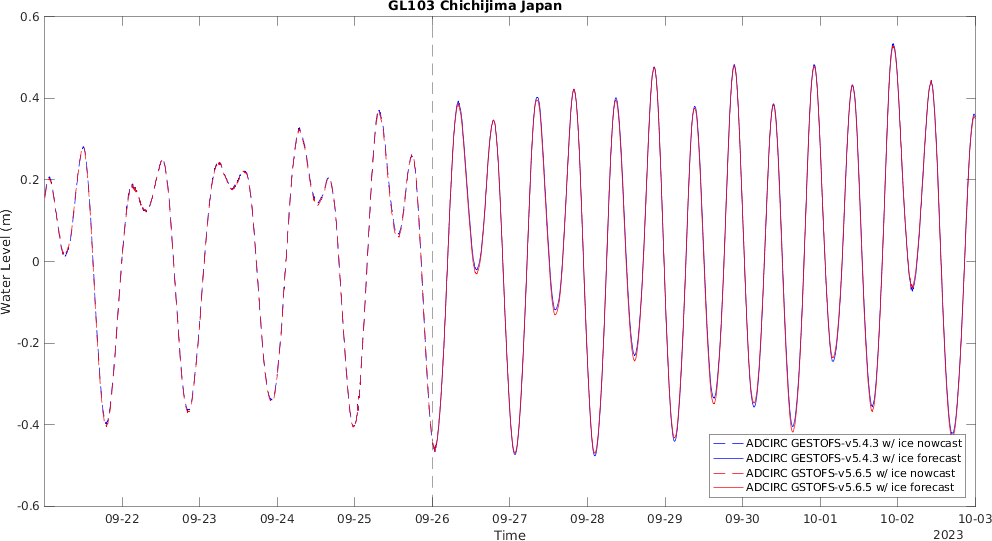 GL103 Chichijima Japan
0.6
0.4
0.2
0
-0.2
-0.4
-0.6
Water Level (m)
09-22 09-23 09-24 09-25 09-26 09-27 09-28 09-29 09-30 10-01 10-02 10-03
Time
2023
ADCIRC GESTOFS-v5.4.3 w/ ice nowcast
ADCIRC GESTOFS-v5.4.3 w/ ice forecast
ADCIRC GSTOFS-v5.6.5 w/ ice nowcast
ADCIRC GSTOFS-v5.6.5 w/ ice forecast